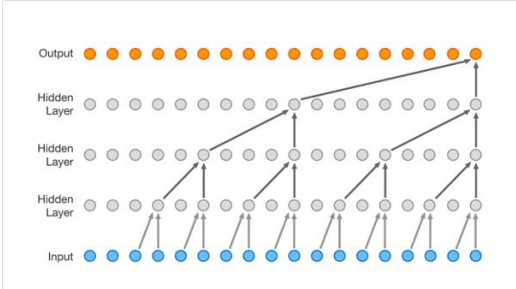 Output
Hidden
Layer
Hidden
Layer
Hidden
Layer
Input